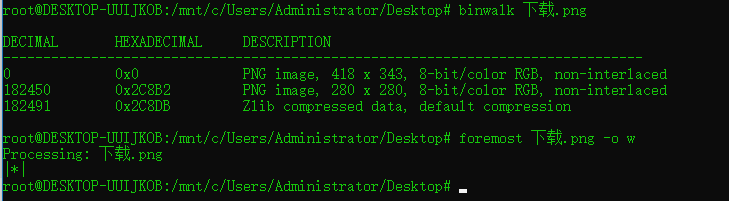 root@DESKTOP-UUIJKOB:/mnt/c/Users/Administrator/Desktop# binwalk 下载.png
DECIMAL       HEXADECIMAL     DESCRIPTION
--------------------------------------------------------------------------------
0             0x0             PNG image, 418 x 343, 8-bit/color RGB, non-interlaced
182450        0x2C8B2         PNG image, 280 x 280, 8-bit/color RGB, non-interlaced
182491        0x2C8DB         Zlib compressed data, default compression
root@DESKTOP-UUIJKOB:/mnt/c/Users/Administrator/Desktop# foremost 下载.png -o w
Processing: 下载.png
|*|
root@DESKTOP-UUIJKOB:/mnt/c/Users/Administrator/Desktop#